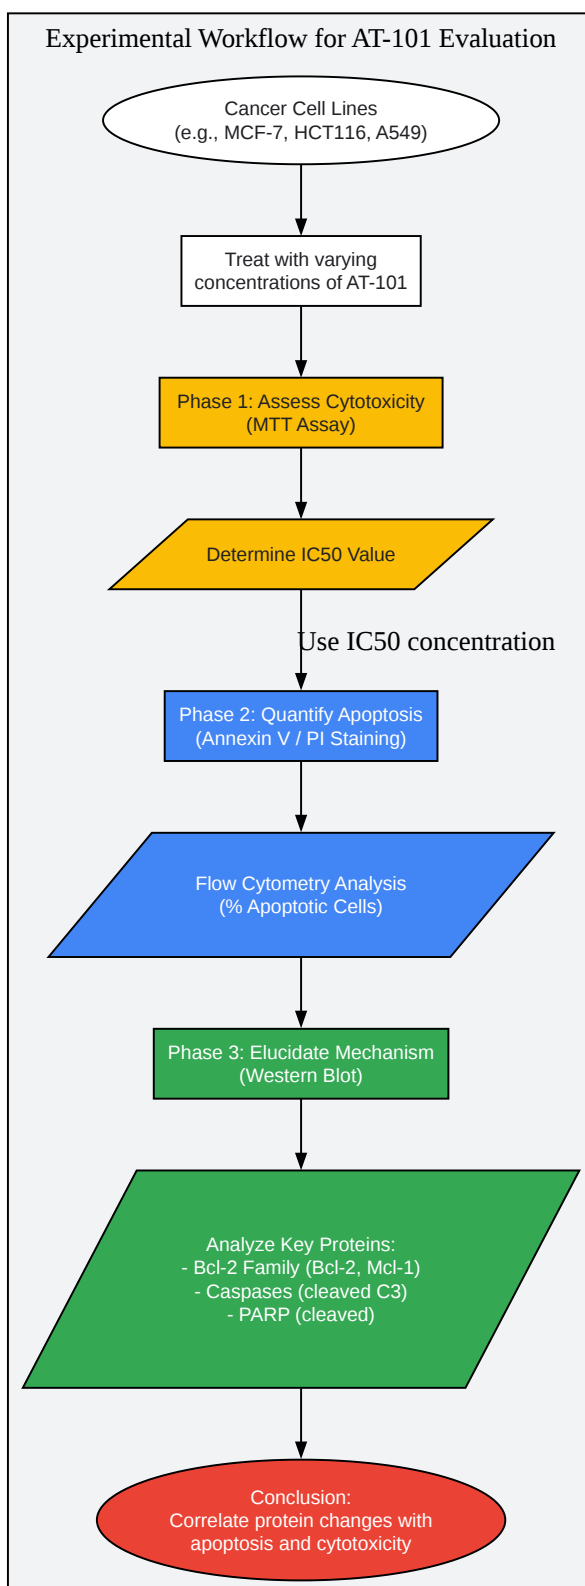 Experimental Workflow for AT-101 Evaluation
Cancer Cell Lines
(e.g., MCF-7, HCT116, A549)
Treat with varying
concentrations of AT-101
Phase 1: Assess Cytotoxicity
(MTT Assay)
Determine IC50 Value
Use IC50 concentration
Phase 2: Quantify Apoptosis
(Annexin V / PI Staining)
Flow Cytometry Analysis
(% Apoptotic Cells)
Phase 3: Elucidate Mechanism
(Western Blot)
Analyze Key Proteins:
- Bcl-2 Family (Bcl-2, Mcl-1)
- Caspases (cleaved C3)
- PARP (cleaved)
Conclusion:
Correlate protein changes with
apoptosis and cytotoxicity